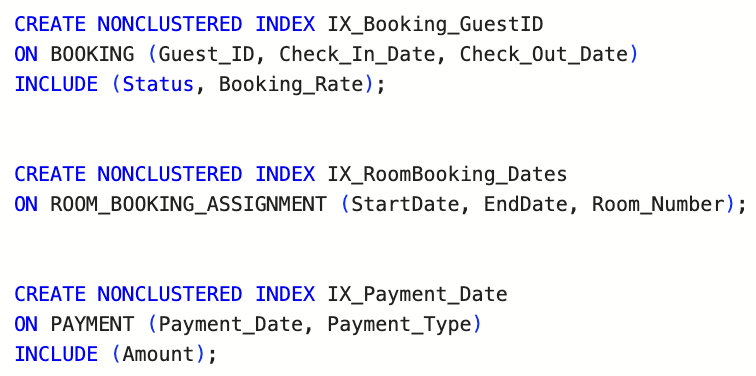 CREATE NONCLUSTERED INDEX IX_Booking_GuestID
ON BOOKING (Guest_ID, Check_In_Date, Check_Out_Date)
INCLUDE (Status, Booking_Rate);
CREATE NONCLUSTERED INDEX IX_RoomBooking_Dates
ON ROOM_BOOKING_ASSIGNMENT (StartDate, EndDate, Room_Number);
CREATE NONCLUSTERED INDEX IX_Payment_Date
ON PAYMENT (Payment_Date, Payment_Type)
INCLUDE (Amount);